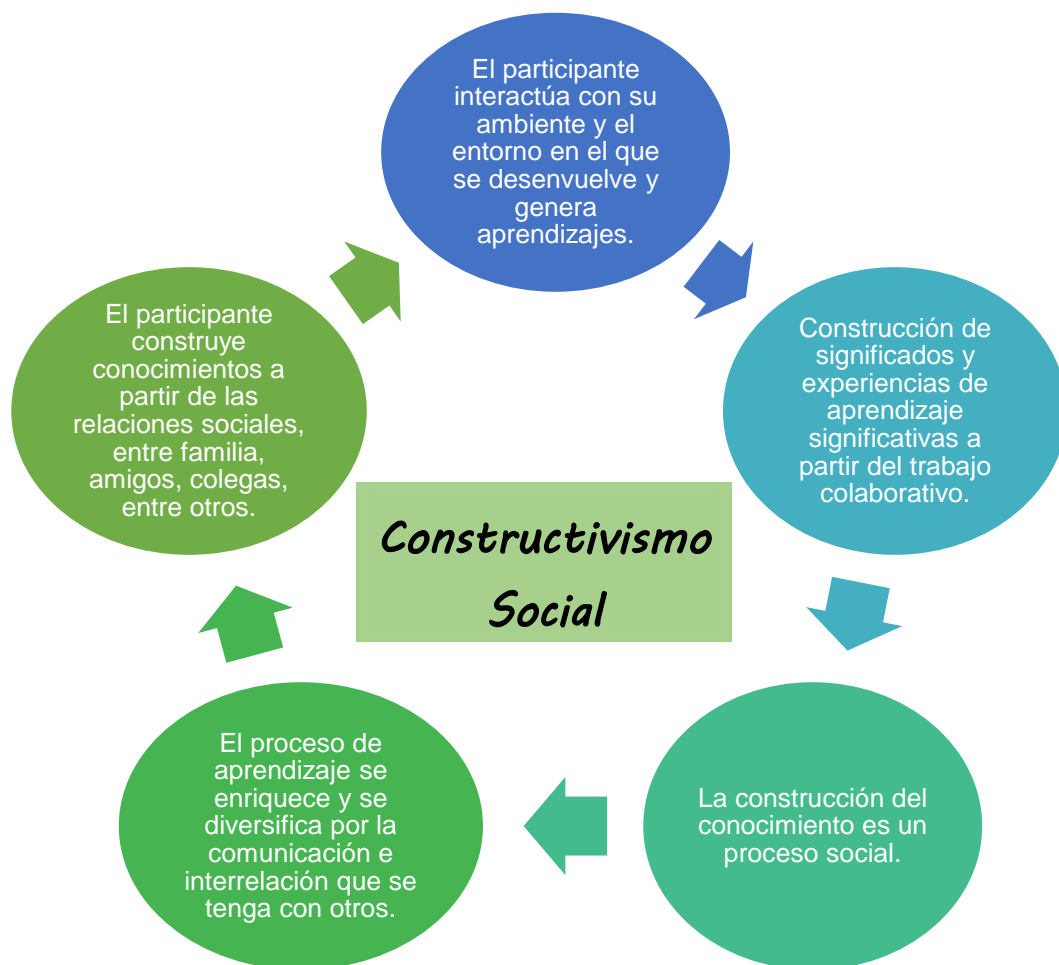 El participante
interactúa con su
ambiente y el
entorno en el que
se desenvuelve y
genera
aprendizajes.
Construcción de
significados y
experiencias de
aprendizaje
significativas a
partir del trabajo
colaborativo.
La construcción del
conocimiento es un
proceso social.
El proceso de
aprendizaje se
enriquece y se
diversifica por la
comunicación e
interrelación que se
tenga con otros.
El participante
construye
conocimientos a
partir de las
relaciones sociales,
entre familia,
amigos, colegas,
entre otros.
Constructivismo
Social